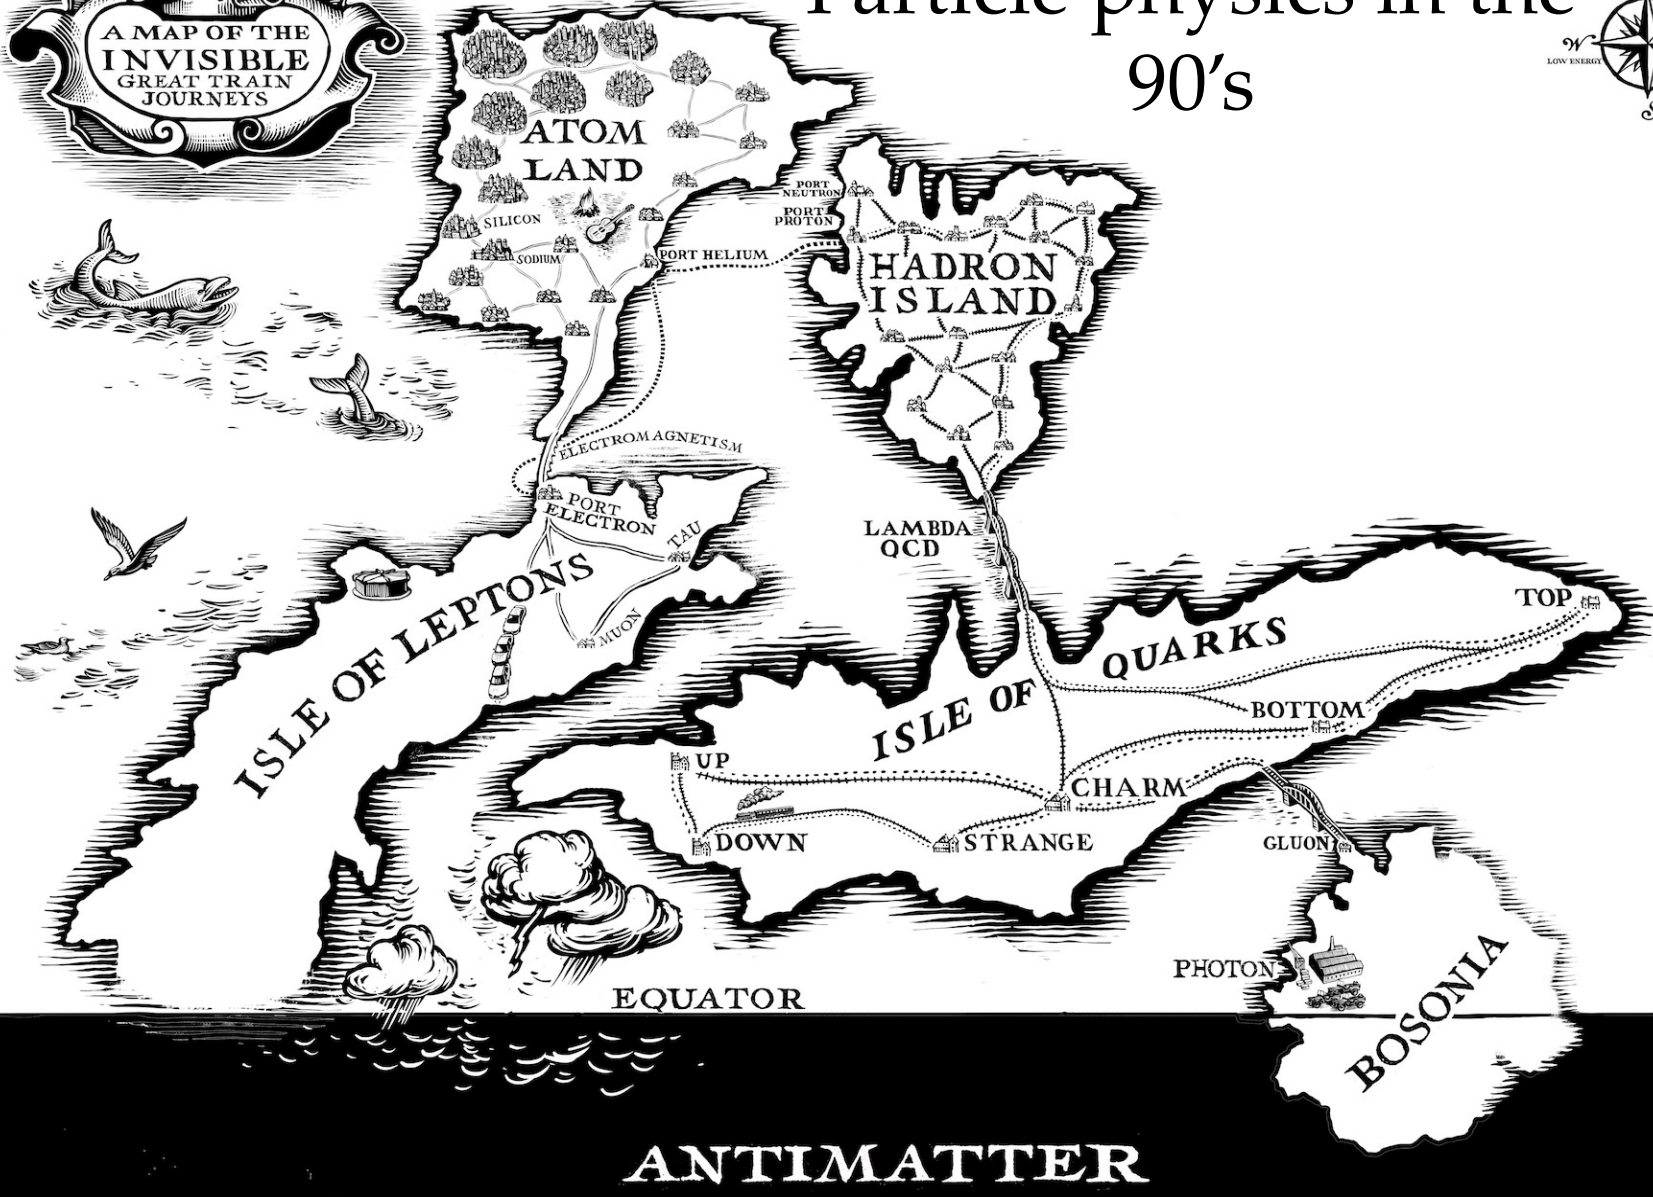 A MAP OF THE
INVISIBLE
GREAT TRAIN
JOURNEYS
Particle physics in the
90's
W
LOW ENERGY
S
ATOM
LAND
SILICON
SODIUM
PORT HELIUM
PORT
NEUTRON
PORT
PROTON
HADRON
ISLAND
ELECTROMAGNETISM
PORT
ELECTRON
TAU
MUON
ISLE OF LEPTONS
LAMBDA
QCD
ISLE OF QUARKS
TOP
BOTTOM
UP
CHARM
DOWN
STRANGE
GLUON
PHOTON
BOSONIA
EQUATOR
ANTIMATTER